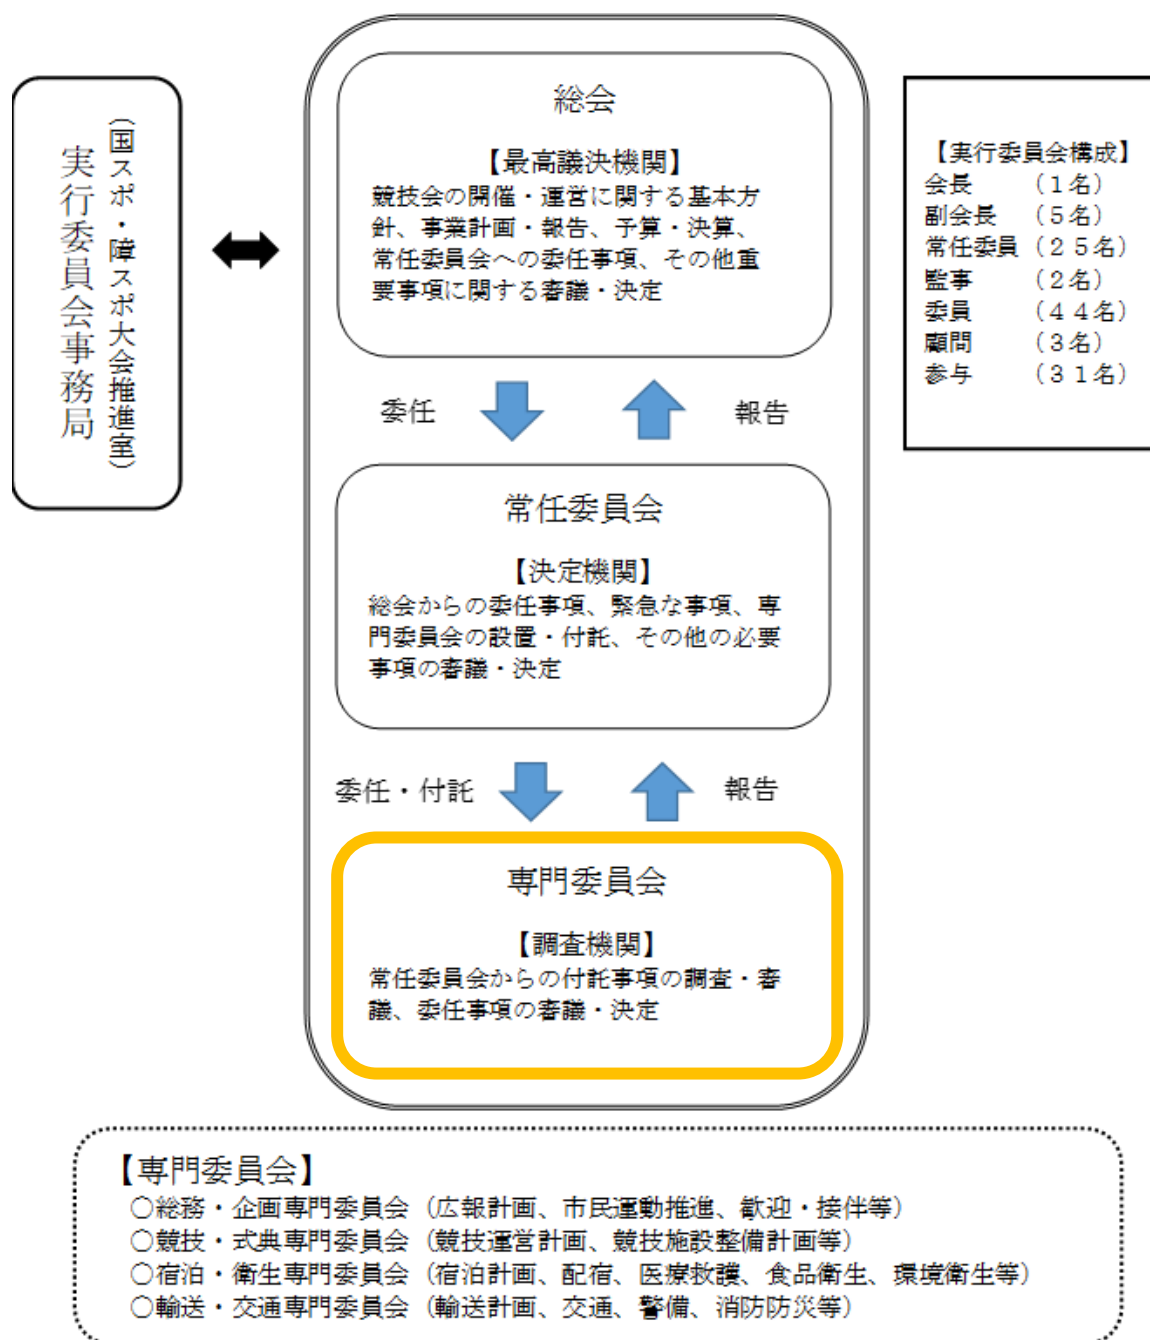 実行委員会事務局
（国スポ・障スポ大会推進室）
総会
【最高議決機関】
競技会の開催・運営に関する基本方
針、事業計画・報告、予算・決算、
常任委員会への委任事項、その他重
要事項に関する審議・決定
【実行委員会構成】
会長　　（１名）
副会長　（５名）
常任委員（２５名）
監事　　（２名）
委員　　（４４名）
顧問　　（３名）
参与　　（３１名）
委任
報告
常任委員会
【決定機関】
総会からの委任事項、緊急な事項、専
門委員会の設置・付託、その他の必要
事項の審議・決定
委任・付託
報告
専門委員会
【調査機関】
常任委員会からの付託事項の調査・審
議、委任事項の審議・決定
【専門委員会】
○総務・企画専門委員会（広報計画、市民運動推進、歓迎・接伴等）
○競技・式典専門委員会（競技運営計画、競技施設整備計画等）
○宿泊・衛生専門委員会（宿泊計画、配宿、医療救護、食品衛生、環境衛生等）
○輸送・交通専門委員会（輸送計画、交通、警備、消防防災等）